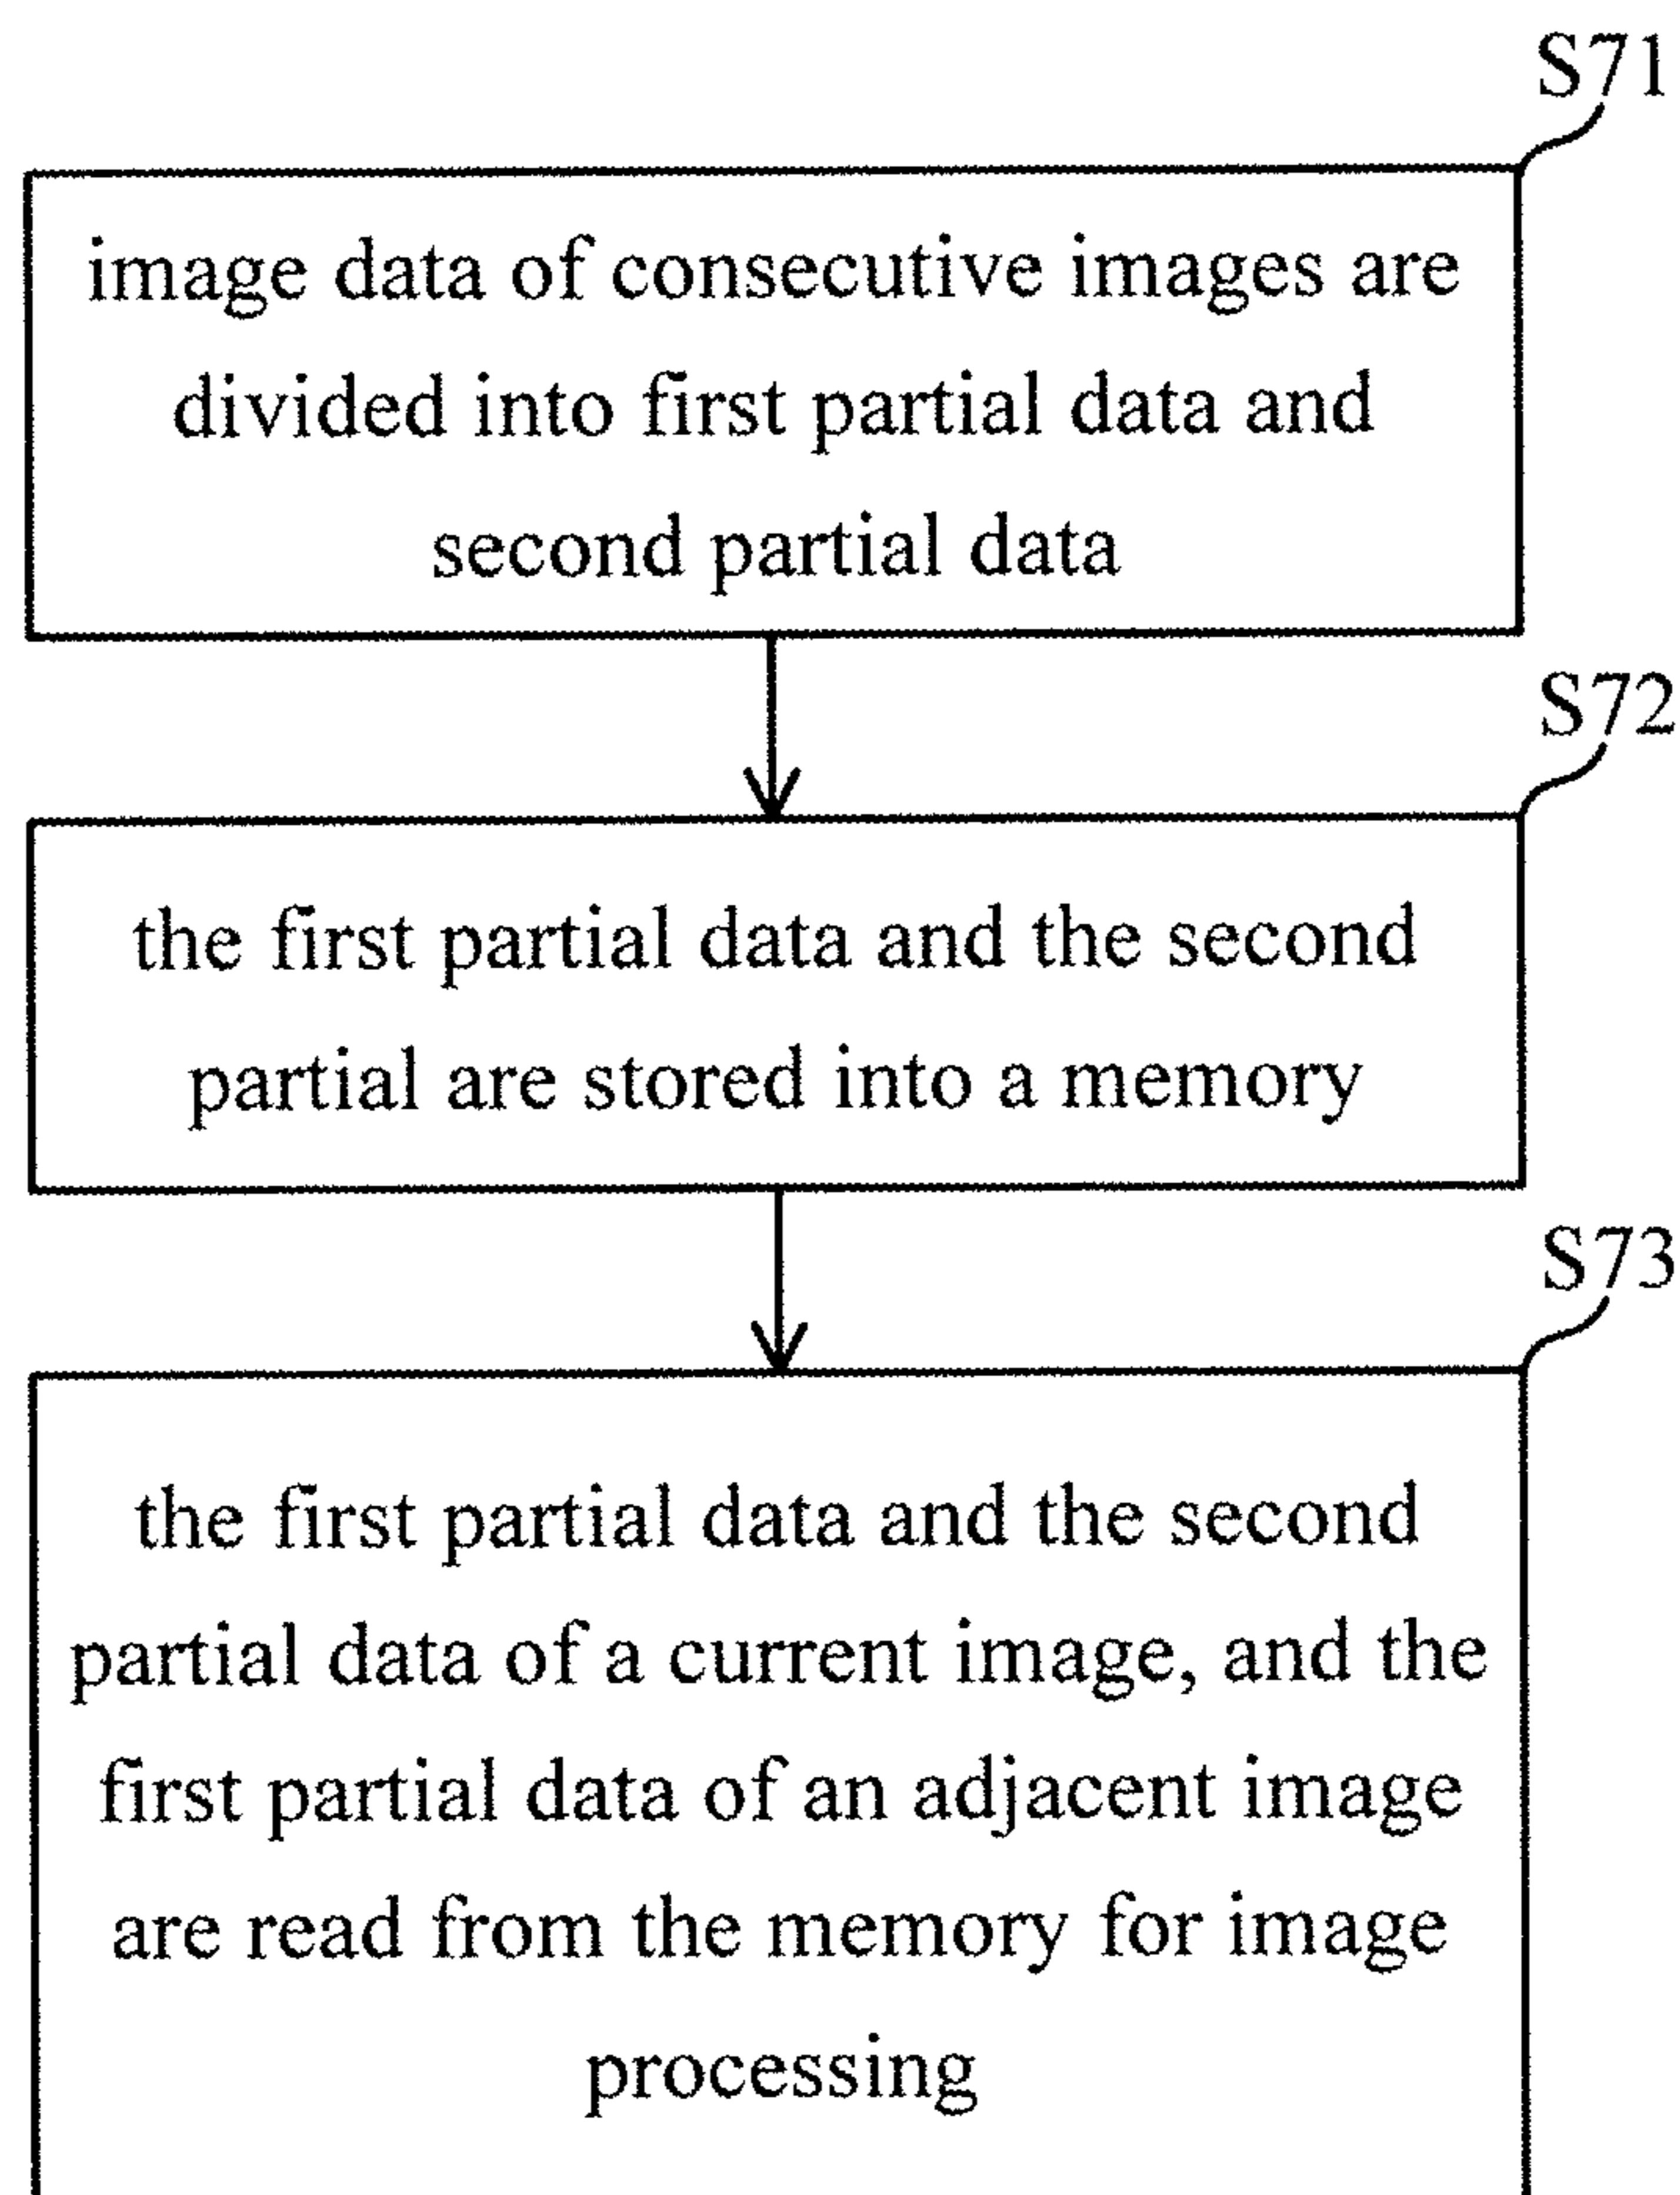 S71
image data of consecutive images are
divided into first partial data and
second partial data
S72
the first partial data and the second
partial are stored into a memory
S73
the first partial data and the second
partial data of a current image, and the
first partial data of an adjacent image
are read from the memory for image
processing